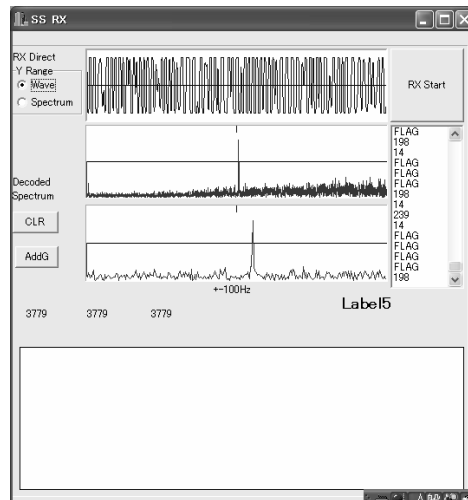 SS RX
RX Direct
Y Range
Wave
Spectrum
RX Start
FLAG
198
14
FLAG
FLAG
FLAG
198
14
239
14
FLAG
FLAG
FLAG
FLAG
198
Decoded
Spectrum
CLR
AddG
+-100Hz
Label5
3779 3779 3779